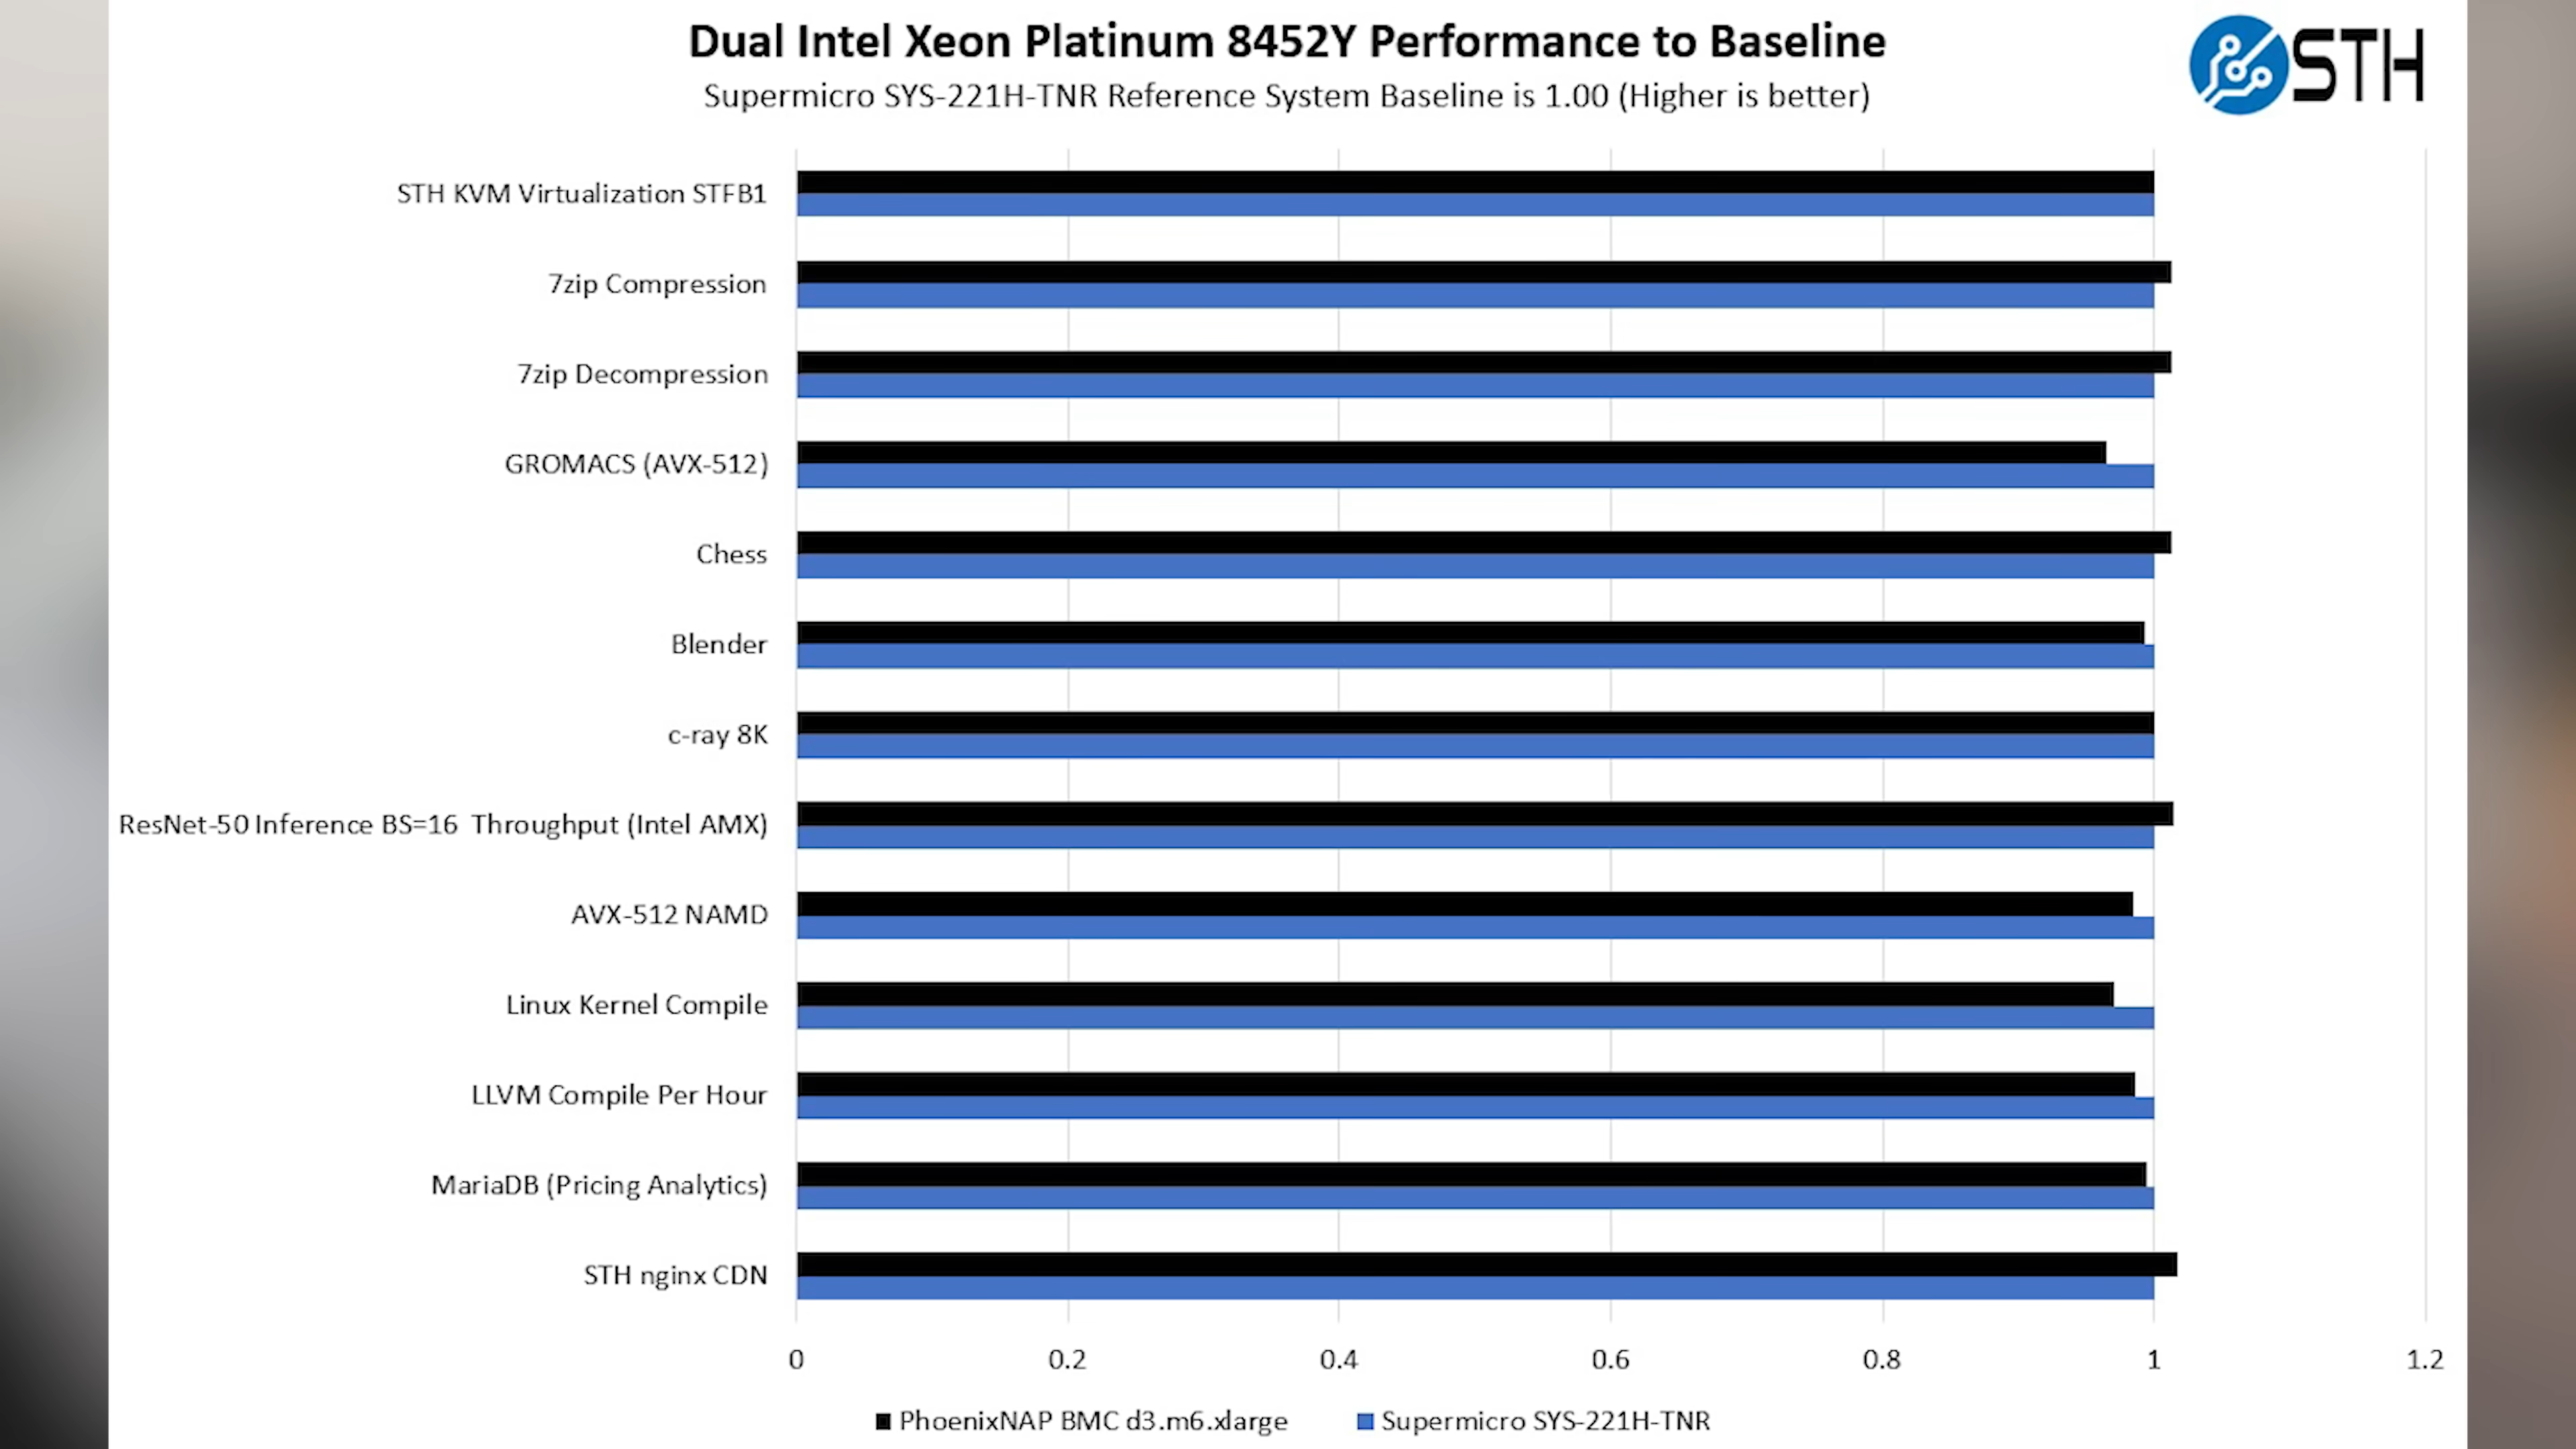 Dual Intel Xeon Platinum 8452Y Performance to Baseline
Supermicro SYS-221H-TNR Reference System Baseline is 1.00 (Higher is better)
STH
STH KVM Virtualization STFB1
7zip Compression
7zip Decompression
GROMACS (AVX-512)
Chess
Blender
c-ray 8K
ResNet-50 Inference BS=16 Throughput (Intel AMX)
AVX-512 NAMD
Linux Kernel Compile
LLVM Compile Per Hour
MariaDB (Pricing Analytics)
STH nginx CDN
0 0.2 0.4 0.6 0.8 1 1.2
PhoenixNAP BMC d3.m6.xlarge Supermicro SYS-221H-TNR